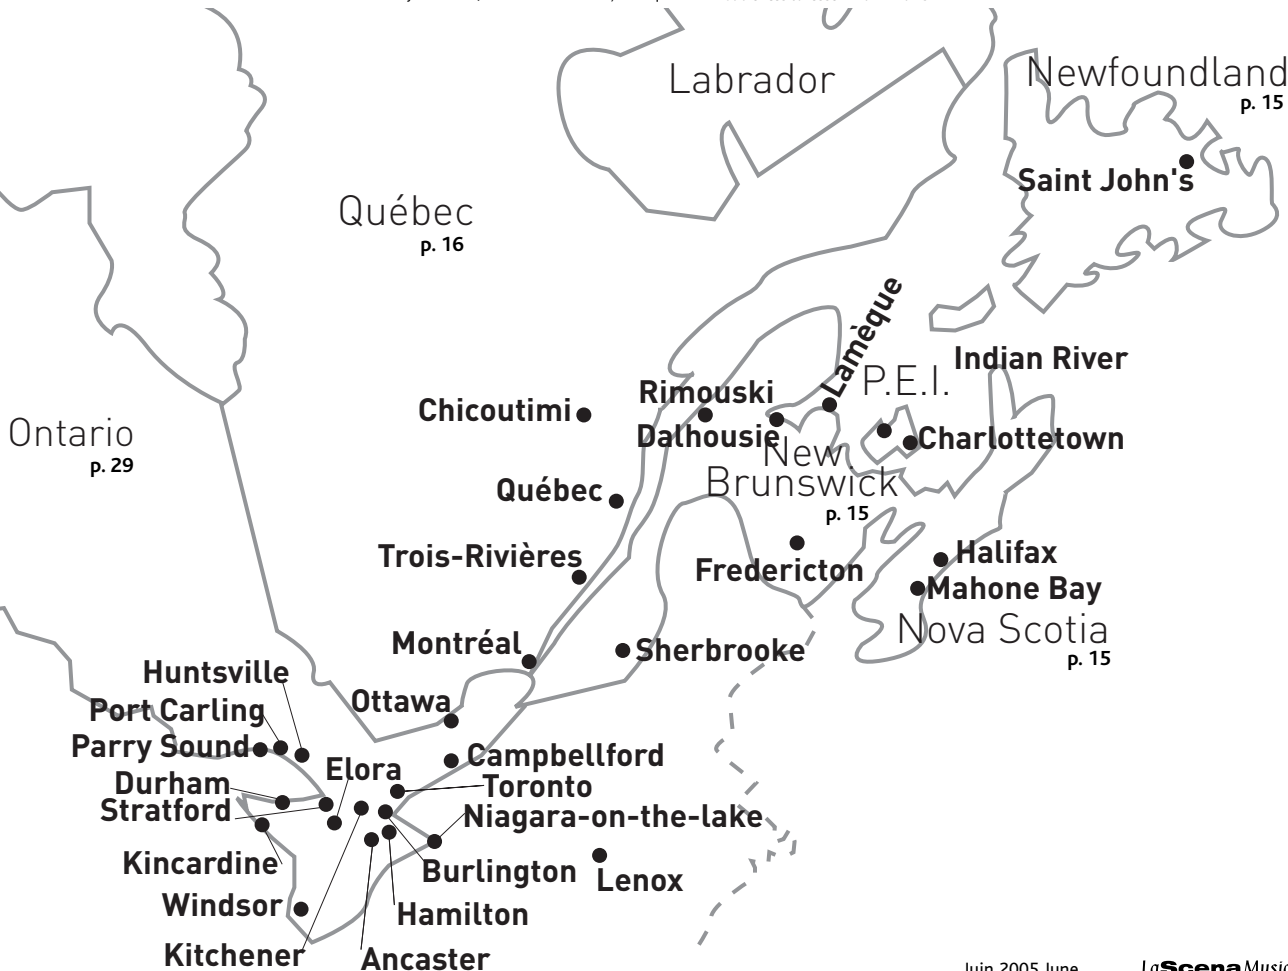 Labrador
Newfoundland
p. 15
Saint John's
Québec
p. 16
Lamèque
Indian River
P.E.I.
Rimouski
Chicoutimi
Ontario
p. 29
Dalhousie
Charlottetown
New
Brunswick
p. 15
Québec
Trois-Rivières
Fredericton
Halifax
Mahone Bay
Nova Scotia
p. 15
Montréal
Sherbrooke
Huntsville
Ottawa
Port Carling
Parry Sound
Campbellford
Elora
Durham
Toronto
Stratford
Niagara-on-the-lake
Kincardine
Burlington
Lenox
Windsor
Hamilton
Kitchener
Ancaster
Juin 2005 June
LaScena Music